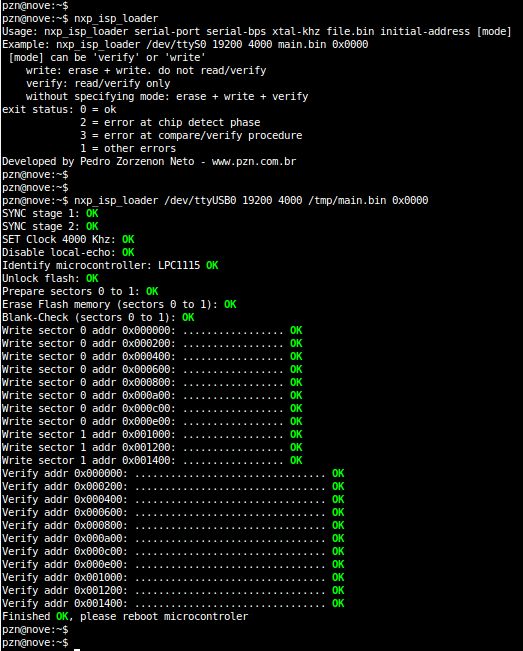 pzn@nove:~$
pzn@nove:~$ nxp_isp_loader
Usage: nxp_isp_loader serial-port serial-bps xtal-khz file.bin initial-address [mode]
Example: nxp_isp_loader /dev/ttyS0 19200 4000 main.bin 0x0000
 [mode] can be 'verify' or 'write'
    write: erase + write. do not read/verify
    verify: read/verify only
    without specifying mode: erase + write + verify
exit status: 0 = ok
             2 = error at chip detect phase
             3 = error at compare/verify procedure
             1 = other errors
Developed by Pedro Zorzenon Neto - www.pzn.com.br
pzn@nove:~$
pzn@nove:~$
pzn@nove:~$ nxp_isp_loader /dev/ttyUSB0 19200 4000 /tmp/main.bin 0x0000
SYNC stage 1: OK
SYNC stage 2: OK
SET Clock 4000 Khz: OK
Disable local-echo: OK
Identify microcontroller: LPC1115 OK
Unlock flash: OK
Prepare sectors 0 to 1: OK
Erase Flash memory (sectors 0 to 1): OK
Blank-Check (sectors 0 to 1): OK
Write sector 0 addr 0x000000: ................. OK
Write sector 0 addr 0x000200: ................. OK
Write sector 0 addr 0x000400: ................. OK
Write sector 0 addr 0x000600: ................. OK
Write sector 0 addr 0x000800: ................. OK
Write sector 0 addr 0x000a00: ................. OK
Write sector 0 addr 0x000c00: ................. OK
Write sector 0 addr 0x000e00: ................. OK
Write sector 1 addr 0x001000: ................. OK
Write sector 1 addr 0x001200: ................. OK
Write sector 1 addr 0x001400: ................. OK
Verify addr 0x000000: ................................ OK
Verify addr 0x000200: ................................ OK
Verify addr 0x000400: ................................ OK
Verify addr 0x000600: ................................ OK
Verify addr 0x000800: ................................ OK
Verify addr 0x000a00: ................................ OK
Verify addr 0x000c00: ................................ OK
Verify addr 0x000e00: ................................ OK
Verify addr 0x001000: ................................ OK
Verify addr 0x001200: ................................ OK
Verify addr 0x001400: ................................ OK
Finished OK, please reboot microcontroler
pzn@nove:~$
pzn@nove:~$